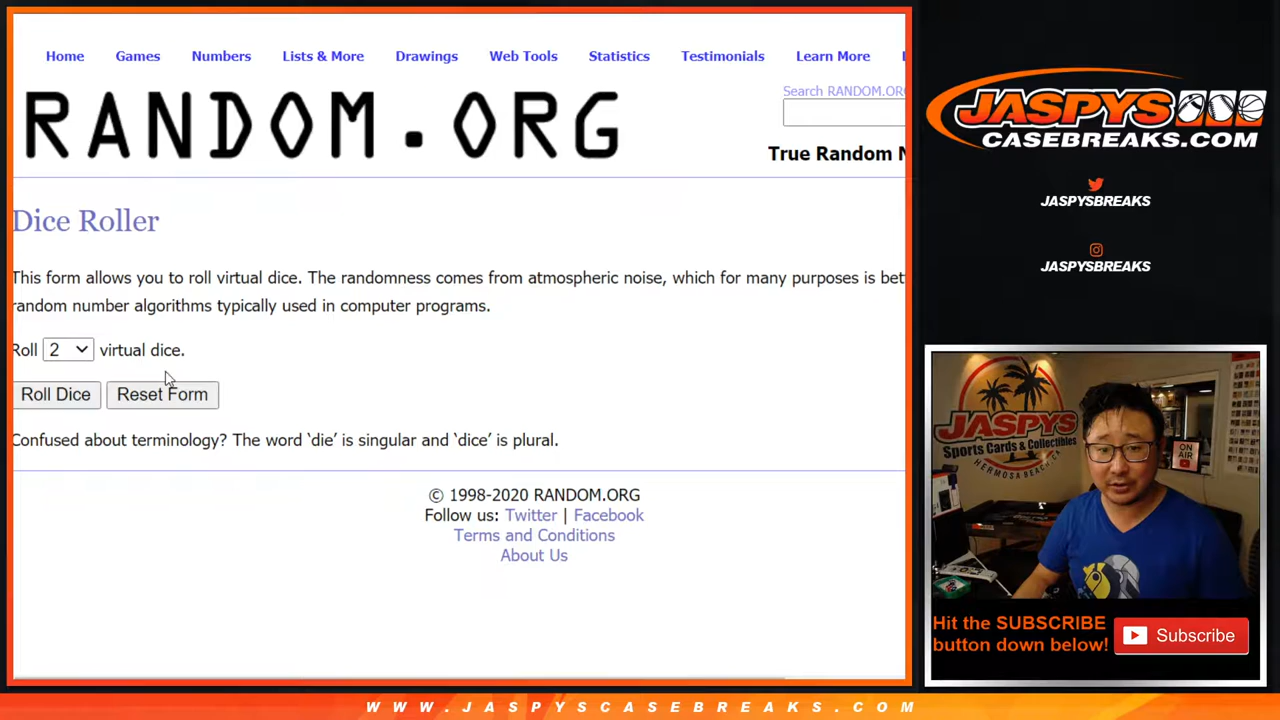 Home Games Numbers Lists & More Drawings Web Tools Statistics Testimonials Learn More
RANDOM.ORG
Search RANDOM.ORG
True Random N
Dice Roller
This form allows you to roll virtual dice. The randomness comes from atmospheric noise, which for many purposes is bet
random number algorithms typically used in computer programs.
Roll 2 virtual dice.
Roll Dice Reset Form
Confused about terminology? The word 'die' is singular and 'dice' is plural.
© 1998-2020 RANDOM.ORG
Follow us: Twitter | Facebook
Terms and Conditions
About Us
JASPYS
CASEBREAKS.COM
JASPYSBREAKS
JASPYSBREAKS
JASPYS
Sports Cards & Collectibles
HERMOSA BEACH, CA
ON
AIR
Hit the SUBSCRIBE
button down below!
Subscribe
WWW.JASPYSCASEBREAKS.COM